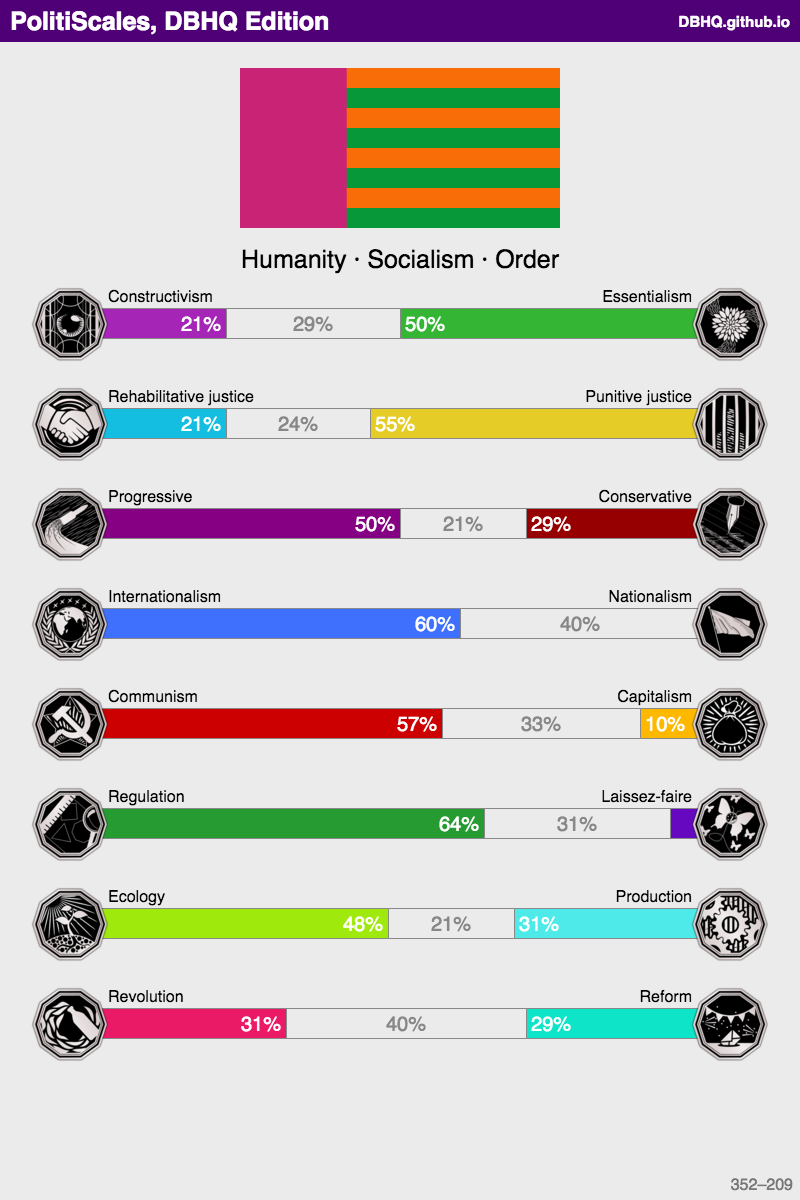 PolitiScales, DBHQ Edition DBHQ.github.io
Humanity · Socialism · Order
Constructivism Essentialism
21% 29% 50%
Rehabilitative justice Punitive justice
21% 24% 55%
Progressive Conservative
50% 21% 29%
Internationalism Nationalism
60% 40%
Communism Capitalism
57% 33% 10%
Regulation Laissez-faire
64% 31%
Ecology Production
48% 21% 31%
Revolution Reform
31% 40% 29%
352–209